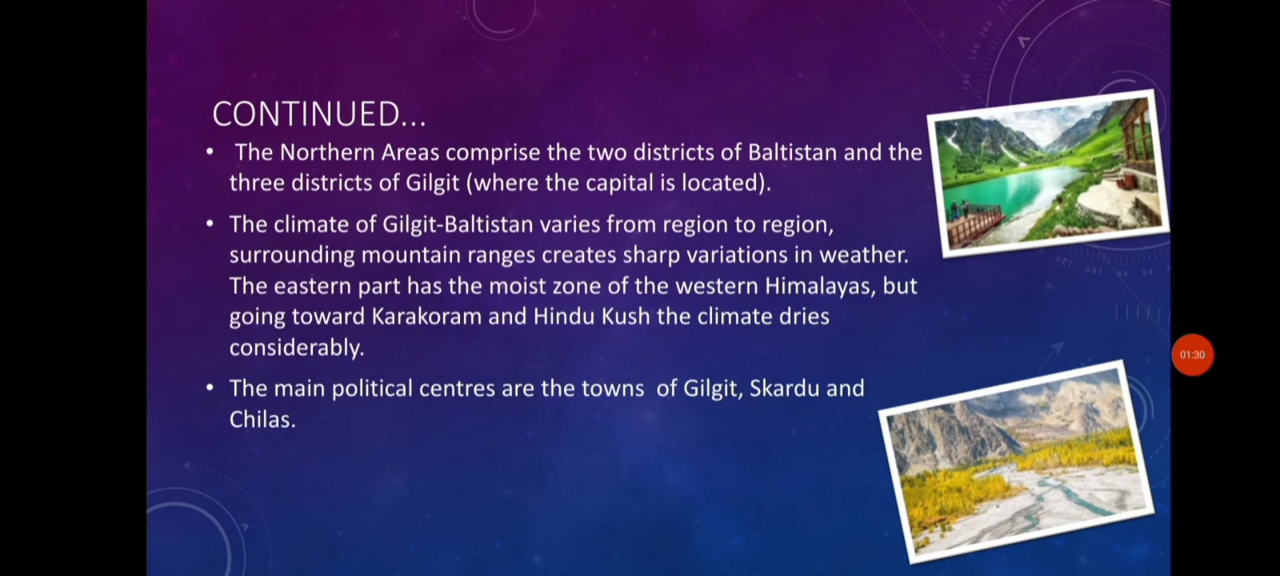 CONTINUED...
• The Northern Areas comprise the two districts of Baltistan and the
three districts of Gilgit (where the capital is located).
• The climate of Gilgit-Baltistan varies from region to region,
surrounding mountain ranges creates sharp variations in weather.
The eastern part has the moist zone of the western Himalayas, but
going toward Karakoram and Hindu Kush the climate dries
considerably.
• The main political centres are the towns  of Gilgit, Skardu and
Chilas.
01:30